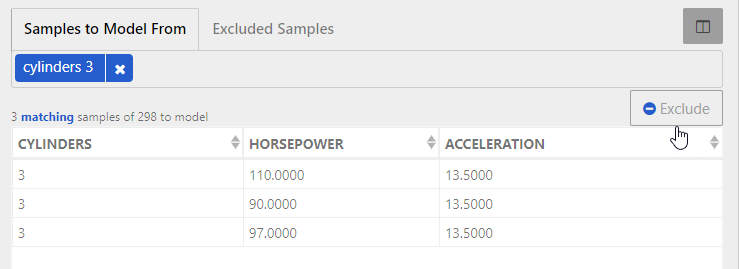 Samples to Model From Excluded Samples
cylinders 3 ×
3 matching samples of 298 to model
Exclude
CYLINDERS HORSEPOWER ACCELERATION
3 110.0000 13.5000
3 90.0000 13.5000
3 97.0000 13.5000